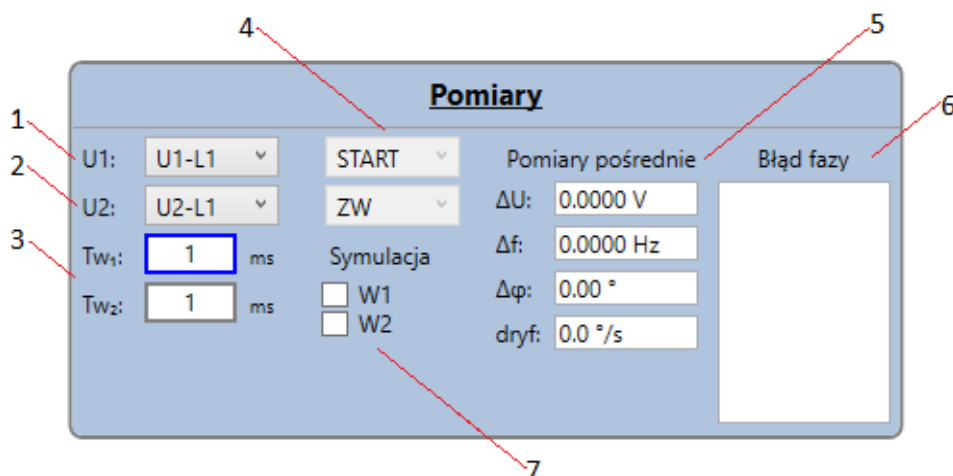 4
5
Pomiary
6
1
U1: U1-L1 START Pomiary pośrednie Błąd fazy
2
U2: U2-L1 ZW ΔU: 0.0000 V
3
Tw₁: 1 ms Symulacja Δf: 0.0000 Hz
Tw₂: 1 ms W1 Δφ: 0.00 °
W2 dryf: 0.0 °/s
7